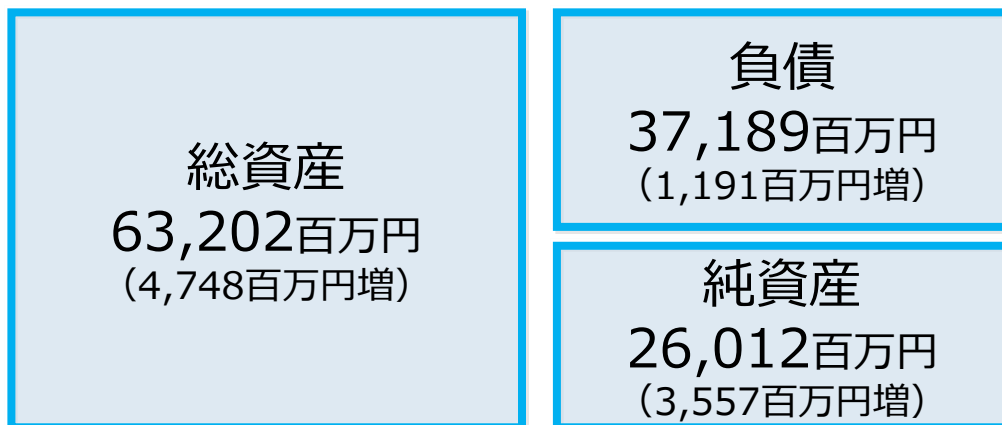 総資産
63,202百万円
（4,748百万円増）
負債
37,189百万円
（1,191百万円増）
純資産
26,012百万円
（3,557百万円増）